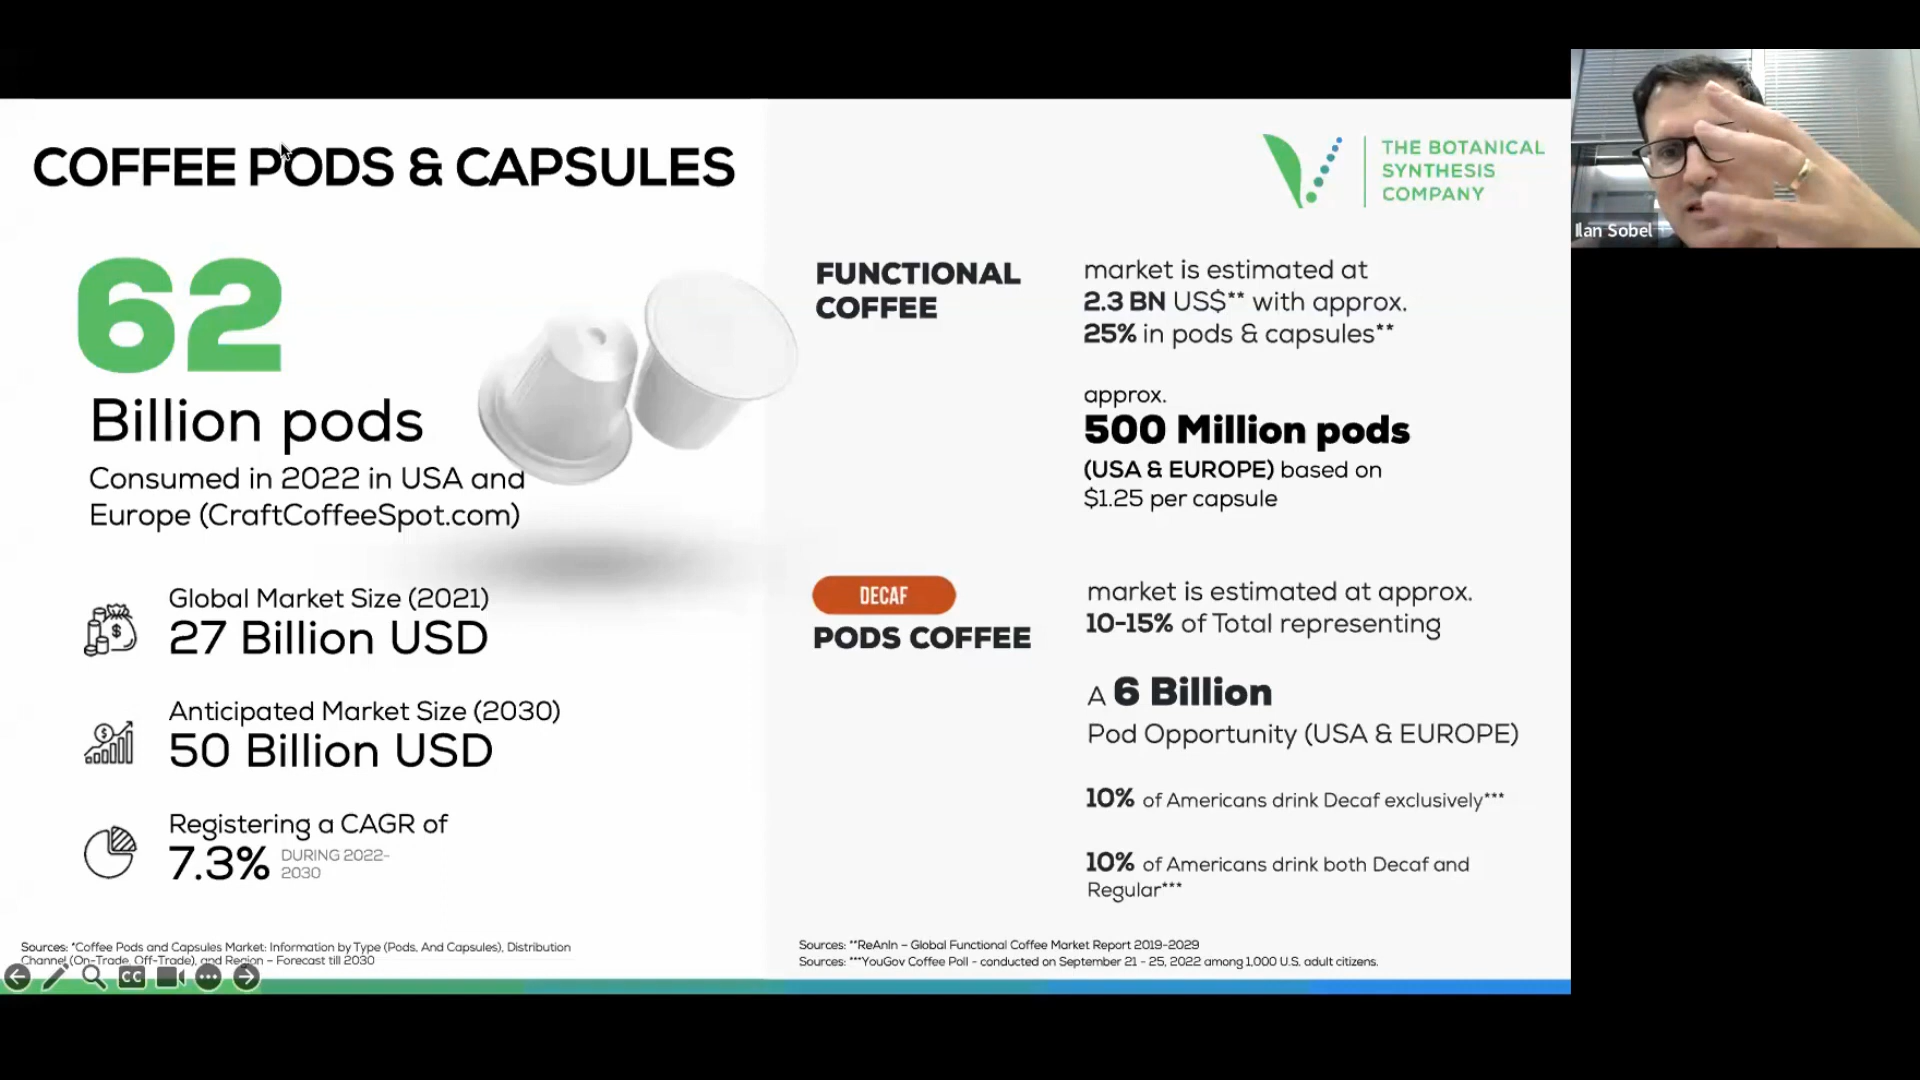 COFFEE PODS & CAPSULES
62
Billion pods
Consumed in 2022 in USA and
Europe (CraftCoffeeSpot.com)
Global Market Size (2021)
27 Billion USD
Anticipated Market Size (2030)
50 Billion USD
Registering a CAGR of
7.3% DURING 2022-
2030
Sources: *Coffee Pods and Capsules Market: Information by Type (Pods, And Capsules), Distribution
Channel (On-Trade, Off-Trade), and Region – Forecast till 2030
CC
THE BOTANICAL
SYNTHESIS
COMPANY
FUNCTIONAL
COFFEE
market is estimated at
2.3 BN US$** with approx.
25% in pods & capsules**
approx.
500 Million pods
(USA & EUROPE) based on
$1.25 per capsule
DECAF
PODS COFFEE
market is estimated at approx.
10-15% of Total representing
A 6 Billion
Pod Opportunity (USA & EUROPE)
10% of Americans drink Decaf exclusively***
10% of Americans drink both Decaf and
Regular***
Sources: **ReAnIn – Global Functional Coffee Market Report 2019-2029
Sources: ***YouGov Coffee Poll - conducted on September 21 - 25, 2022 among 1,000 U.S. adult citizens.
Ilan Sobel